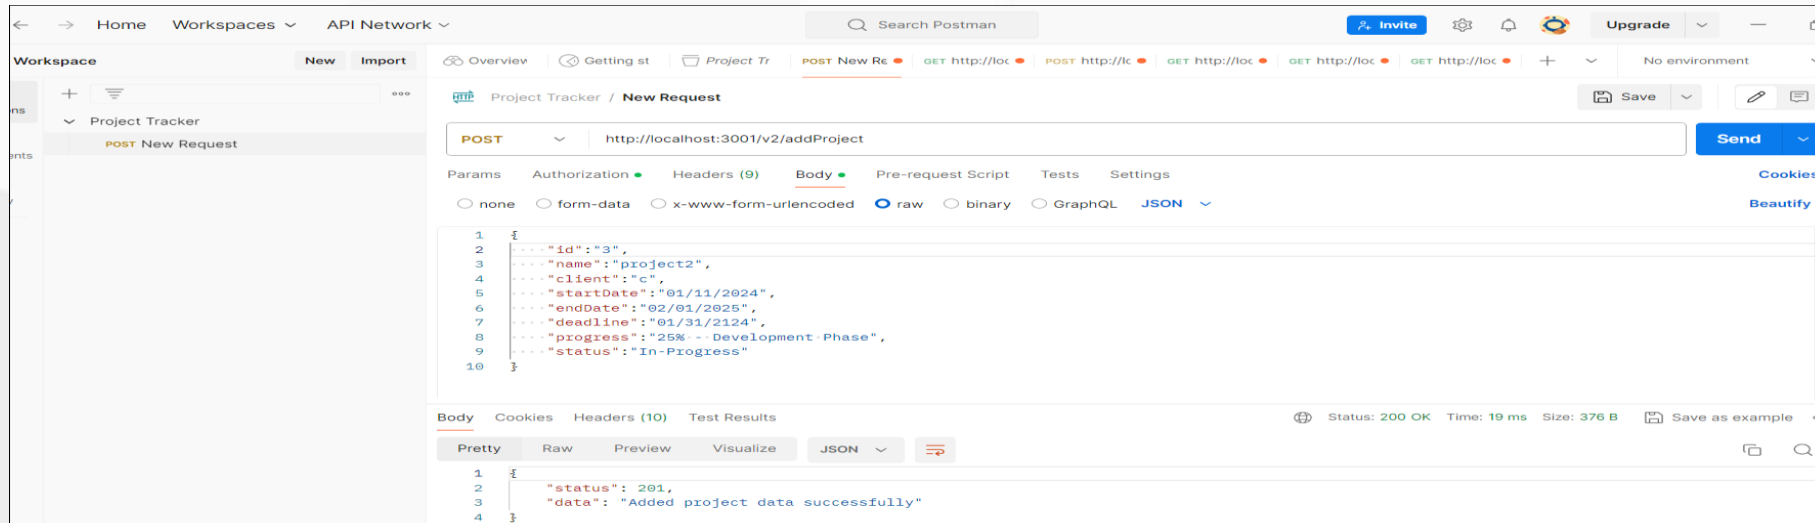 Home Workspaces API Network Search Postman Invite Upgrade
Workspace New Import Overview Getting st Project Tr POST New Re GET http://loc POST http://lc GET http://loc GET http://loc GET http://loc No environment
ons
Project Tracker / New Request Save
Project Tracker
POST New Request
ents
POST http://localhost:3001/v2/addProject Send
Params Authorization Headers (9) Body Pre-request Script Tests Settings Cookies
none form-data x-www-form-urlencoded raw binary GraphQL JSON Beautify
1 {
2 "id":"3",
3 "name":"project2",
4 "client":"c",
5 "startDate":"01/11/2024",
6 "endDate":"02/01/2025",
7 "deadline":"01/31/2124",
8 "progress":"25% - Development Phase",
9 "status":"In-Progress"
10 }
Body Cookies Headers (10) Test Results Status: 200 OK Time: 19 ms Size: 376 B Save as example
Pretty Raw Preview Visualize JSON
1 {
2 "status": 201,
3 "data": "Added project data successfully"
4 }